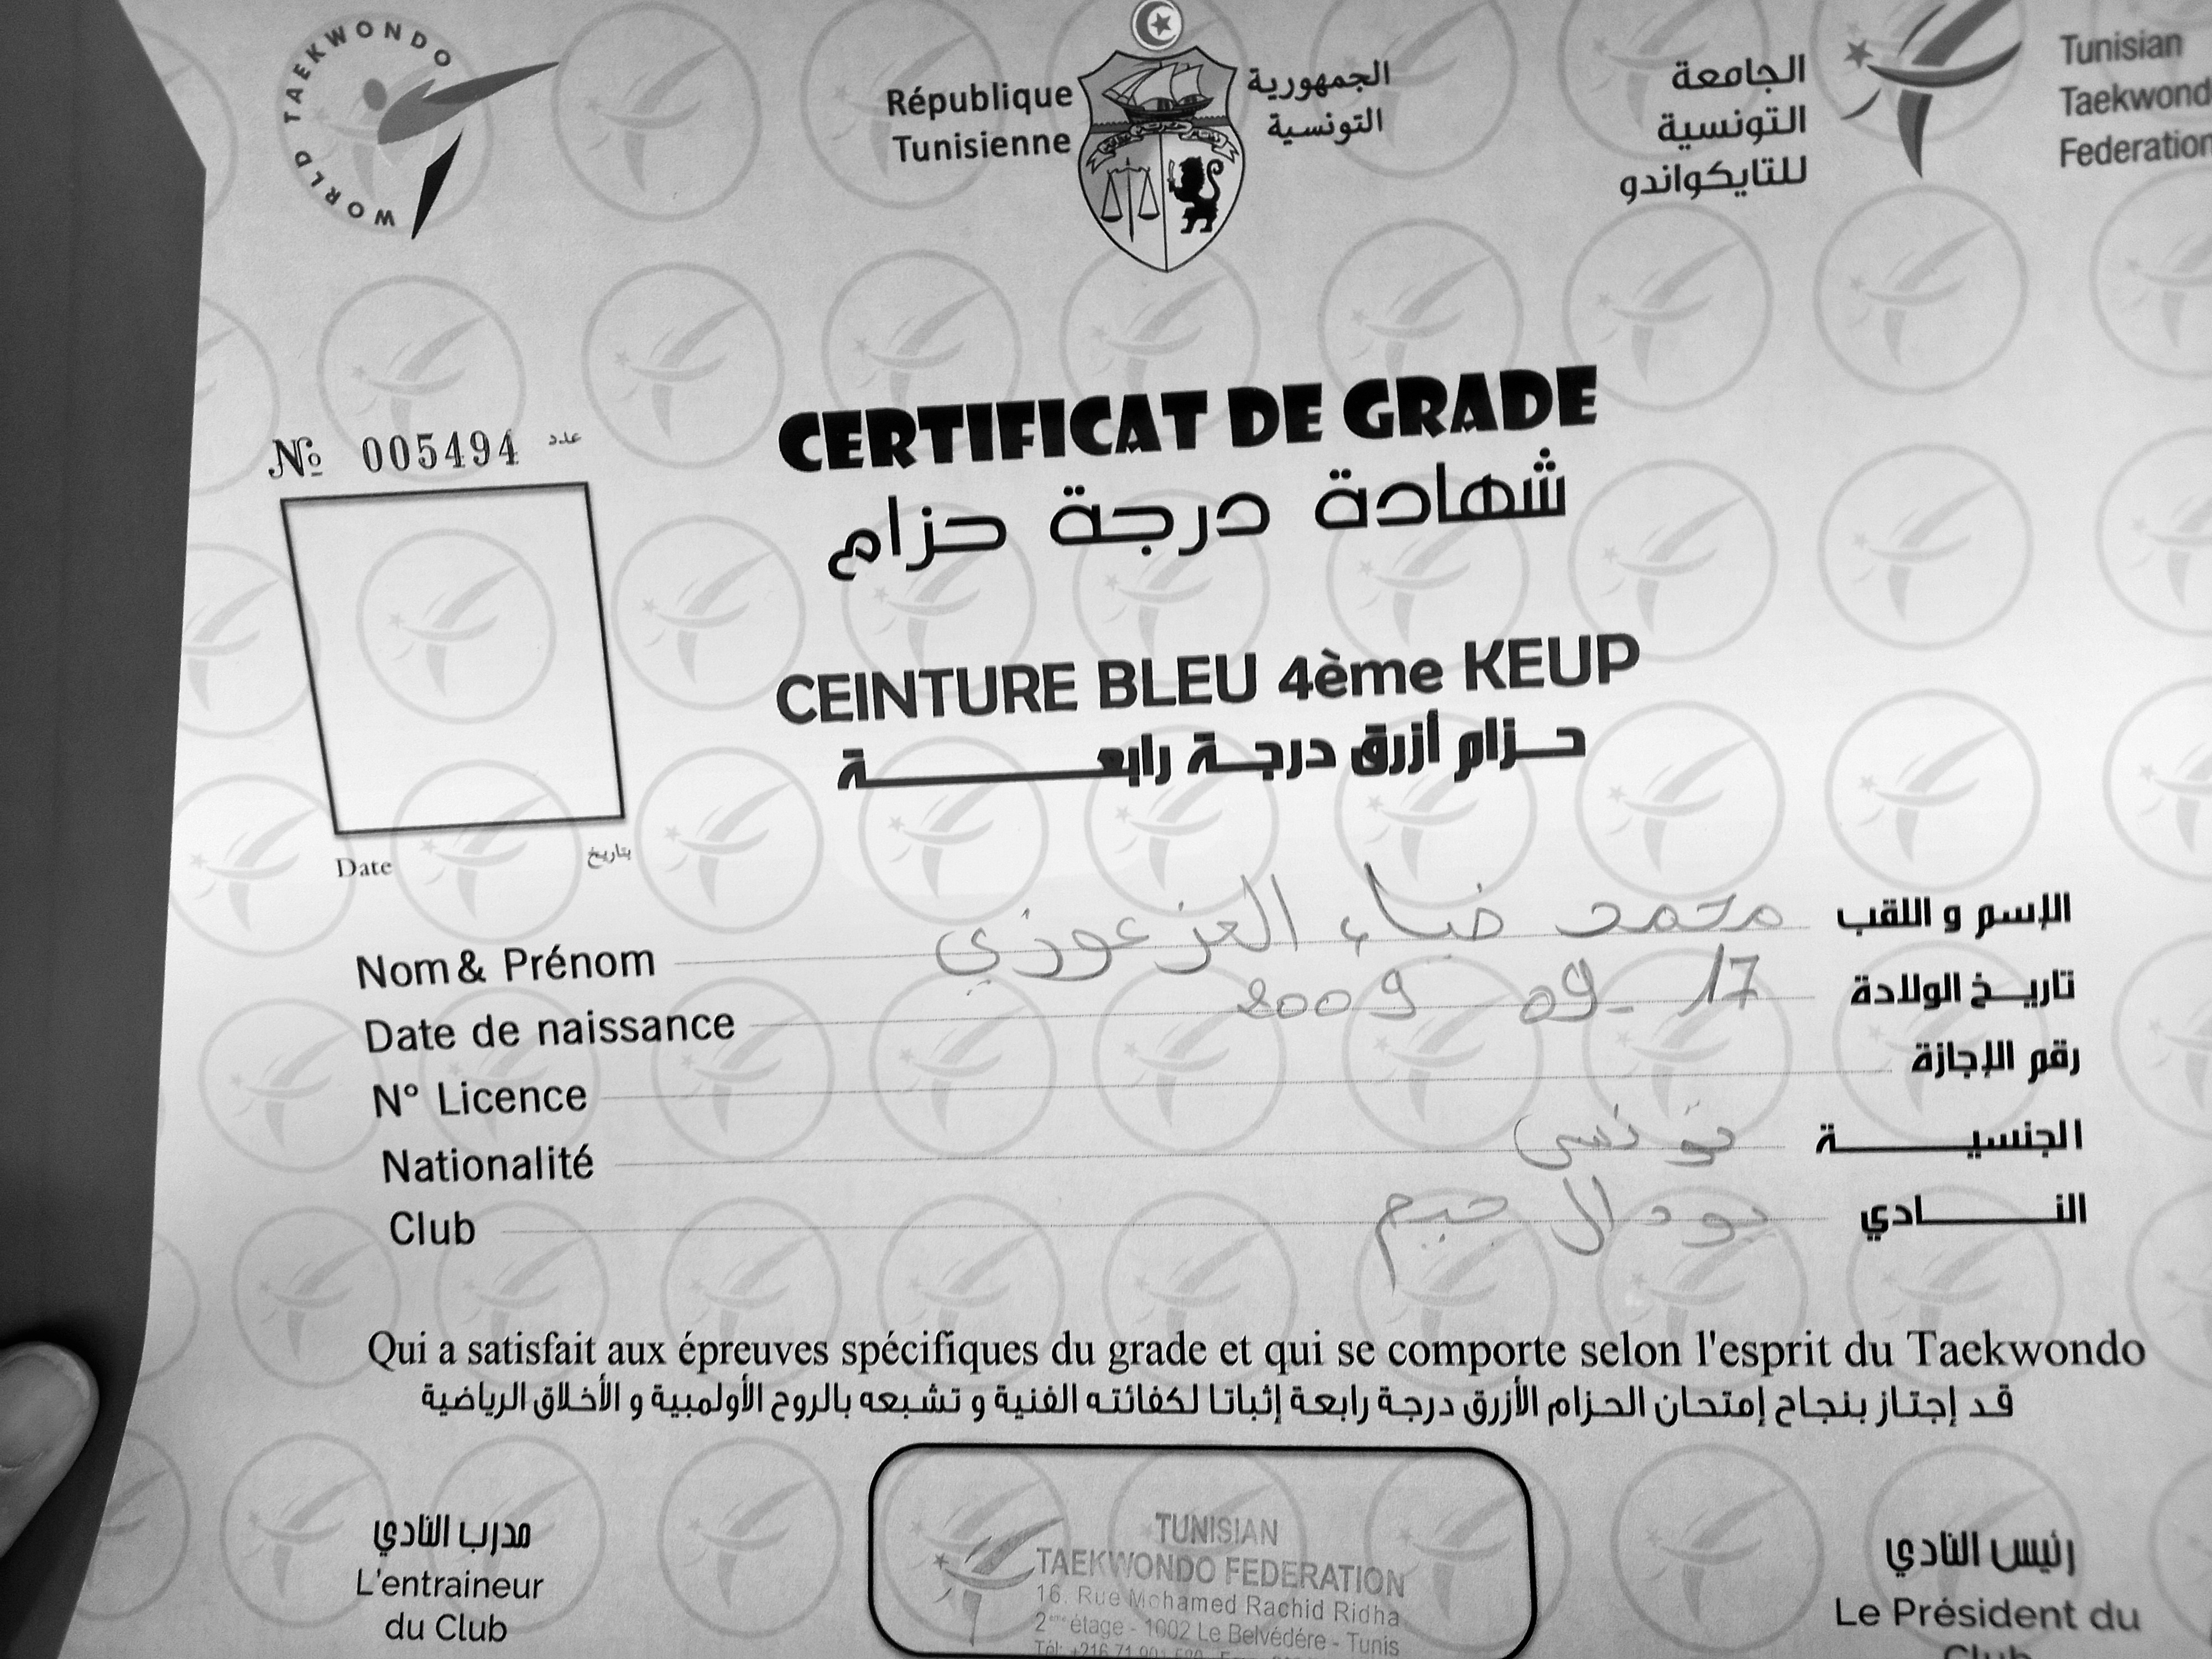 WORLD TAEKWONDO
République
Tunisienne
الجمهورية
التونسية
الجامعة
التونسية
للتايكواندو
Tunisian
Taekwond
Federation
№ 005494 عدد
CERTIFICAT DE GRADE
شهادة درجة حزام
CEINTURE BLEU 4ème KEUP
حزام أزرق درجة رابعة
Date بتاريخ
Nom & Prénom محمد ضياء العزعوزي الإسم و اللقب
Date de naissance 17 - 09 - 2009 تاريخ الولادة
N° Licence رقم الإجازة
Nationalité تونسي الجنسية
Club النادي
Qui a satisfait aux épreuves spécifiques du grade et qui se comporte selon l'esprit du Taekwondo
قد إجتاز بنجاح إمتحان الحزام الأزرق درجة رابعة إثباتا لكفائته الفنية و تشبعه بالروح الأولمبية و الأخلاق الرياضية
مدرب النادي
L'entraineur
du Club
TUNISIAN
TAEKWONDO FEDERATION
16, Rue Mohamed Rachid Ridha
2ème étage - 1002 Le Belvédére - Tunis
Tél: +216 71
رئيس النادي
Le Président du
Club